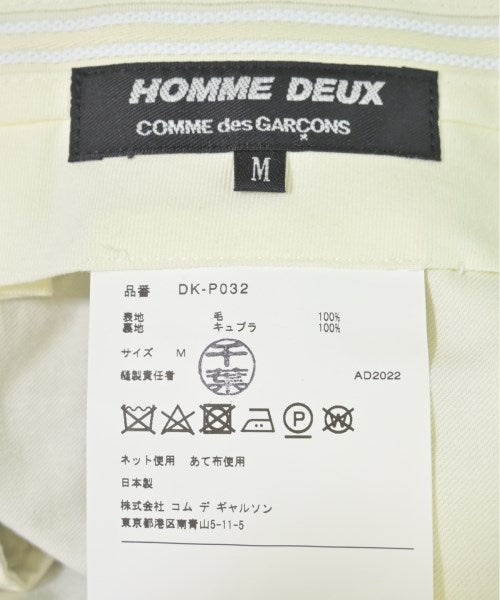 HOMME DEUX
COMME des GARÇONS
M
品番 DK-P032
表地 毛 100%
裏地 キュプラ 100%
サイズ M
縫製責任者 千葉 AD2022
P W
ネット使用 あて布使用
日本製
株式会社 コム デ ギャルソン
東京都港区南青山5-11-5